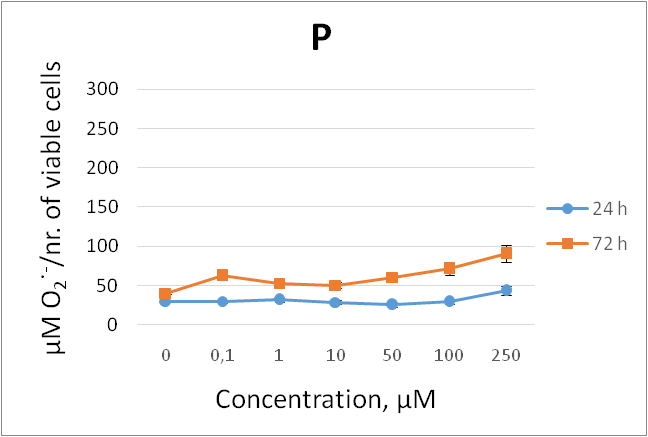 P
µM O₂˙⁻/nr. of viable cells
300
250
200
150
100
50
0
0 0,1 1 10 50 100 250
Concentration, µM
24 h
72 h